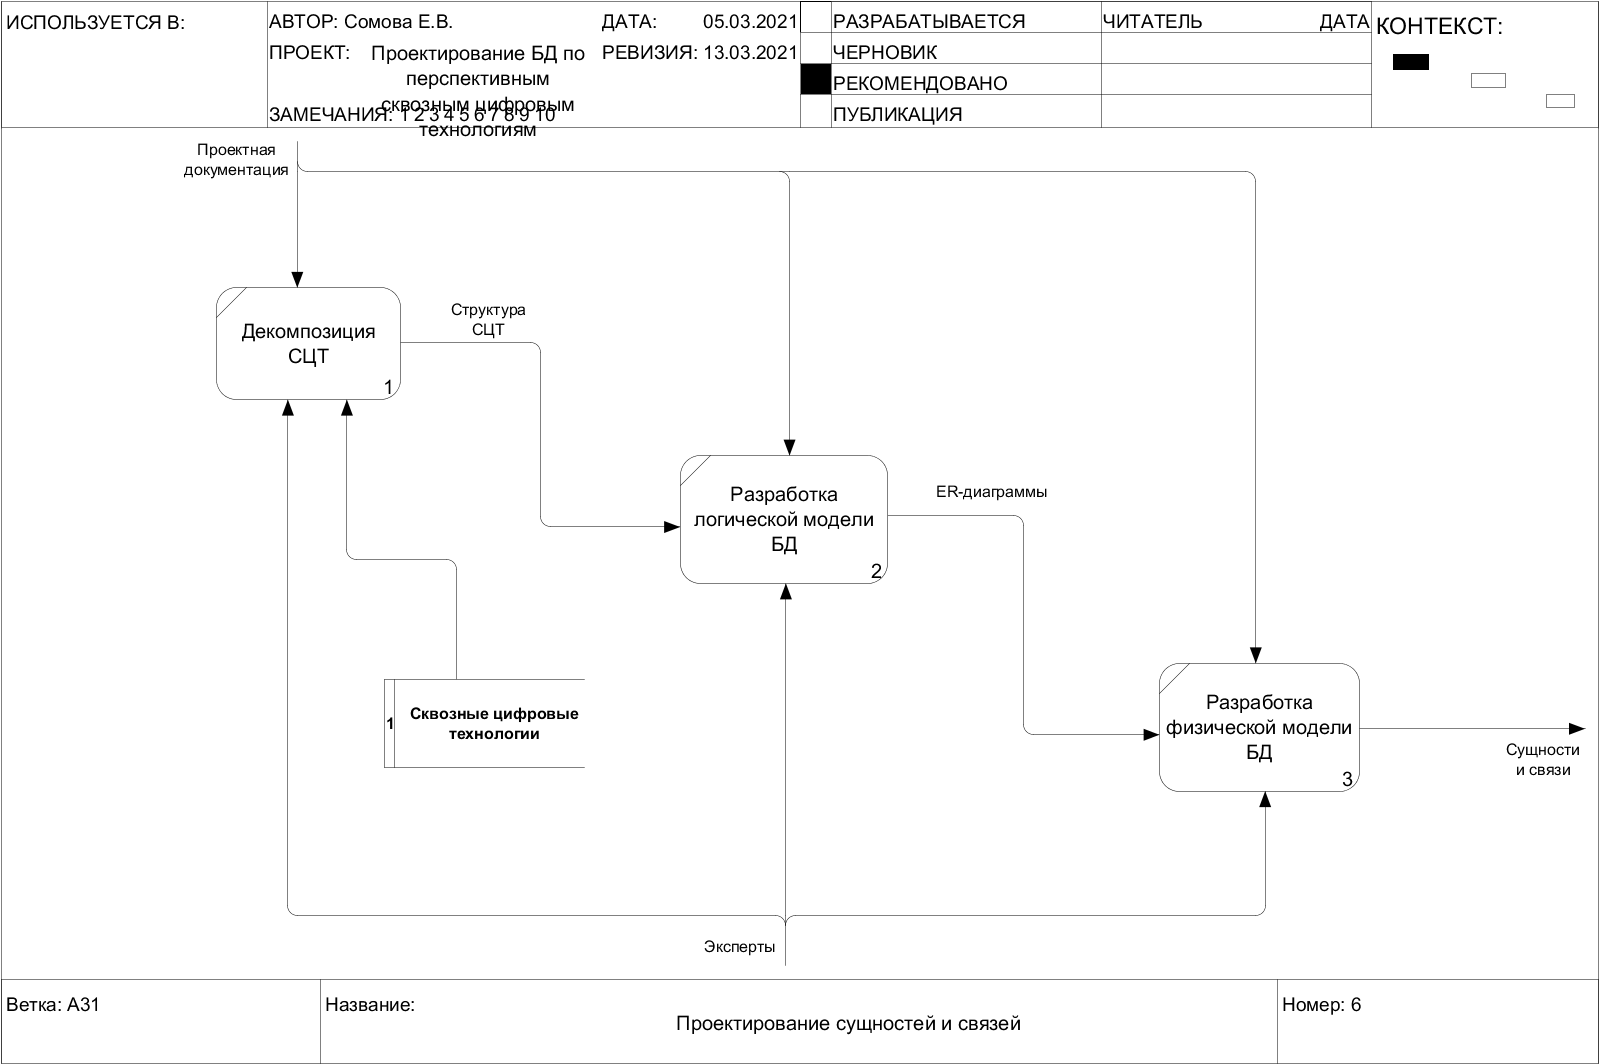 ИСПОЛЬЗУЕТСЯ В:
АВТОР: Сомова Е.В.
ДАТА: 05.03.2021
ПРОЕКТ: Проектирование БД по
перспективным
сквозным цифровым
технологиям
РЕВИЗИЯ: 13.03.2021
ЗАМЕЧАНИЯ: 1 2 3 4 5 6 7 8 9 10
РАЗРАБАТЫВАЕТСЯ
ЧЕРНОВИК
РЕКОМЕНДОВАНО
ПУБЛИКАЦИЯ
ЧИТАТЕЛЬ ДАТА
КОНТЕКСТ:
Проектная
документация
Декомпозиция
СЦТ
1
Структура
СЦТ
Разработка
логической модели
БД
2
ER-диаграммы
1
Сквозные цифровые
технологии
Разработка
физической модели
БД
3
Сущности
и связи
Эксперты
Ветка: A31
Название:
Проектирование сущностей и связей
Номер: 6